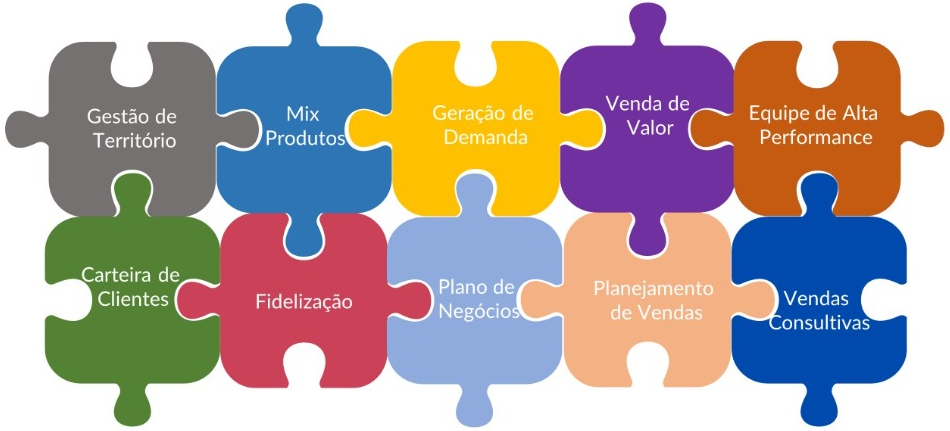 Gestão de
Território
Mix
Produtos
Geração de
Demanda
Venda de
Valor
Equipe de Alta
Performance
Carteira de
Clientes
Fidelização
Plano de
Negócios
Planejamento
de Vendas
Vendas
Consultivas